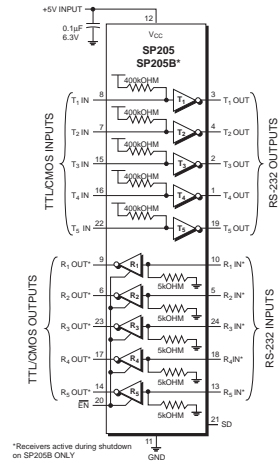 +5V INPUT
12
0.1µF
6.3V
VCC
SP205
SP205B*
TTL/CMOS INPUTS
RS-232 OUTPUTS
400kOHM
T1 IN 8 T1 3 T1 OUT
400kOHM
T2 IN 7 T2 4 T2 OUT
400kOHM
T3 IN 15 T3 2 T3 OUT
400kOHM
T4 IN 16 T4 1 T4 OUT
400kOHM
T5 IN 22 T5 19 T5 OUT
TTL/CMOS OUTPUTS
RS-232 INPUTS
R1 OUT* 9 R1 10 R1 IN*
5kOHM
R2 OUT* 6 R2 5 R2 IN*
5kOHM
R3 OUT* 23 R3 24 R3 IN*
5kOHM
R4 OUT* 17 R4 18 R4IN*
5kOHM
R5 OUT* 14 R5 13 R5 IN*
EN 20
5kOHM
21 SD
11
GND
*Receivers active during shutdown
on SP205B ONLY